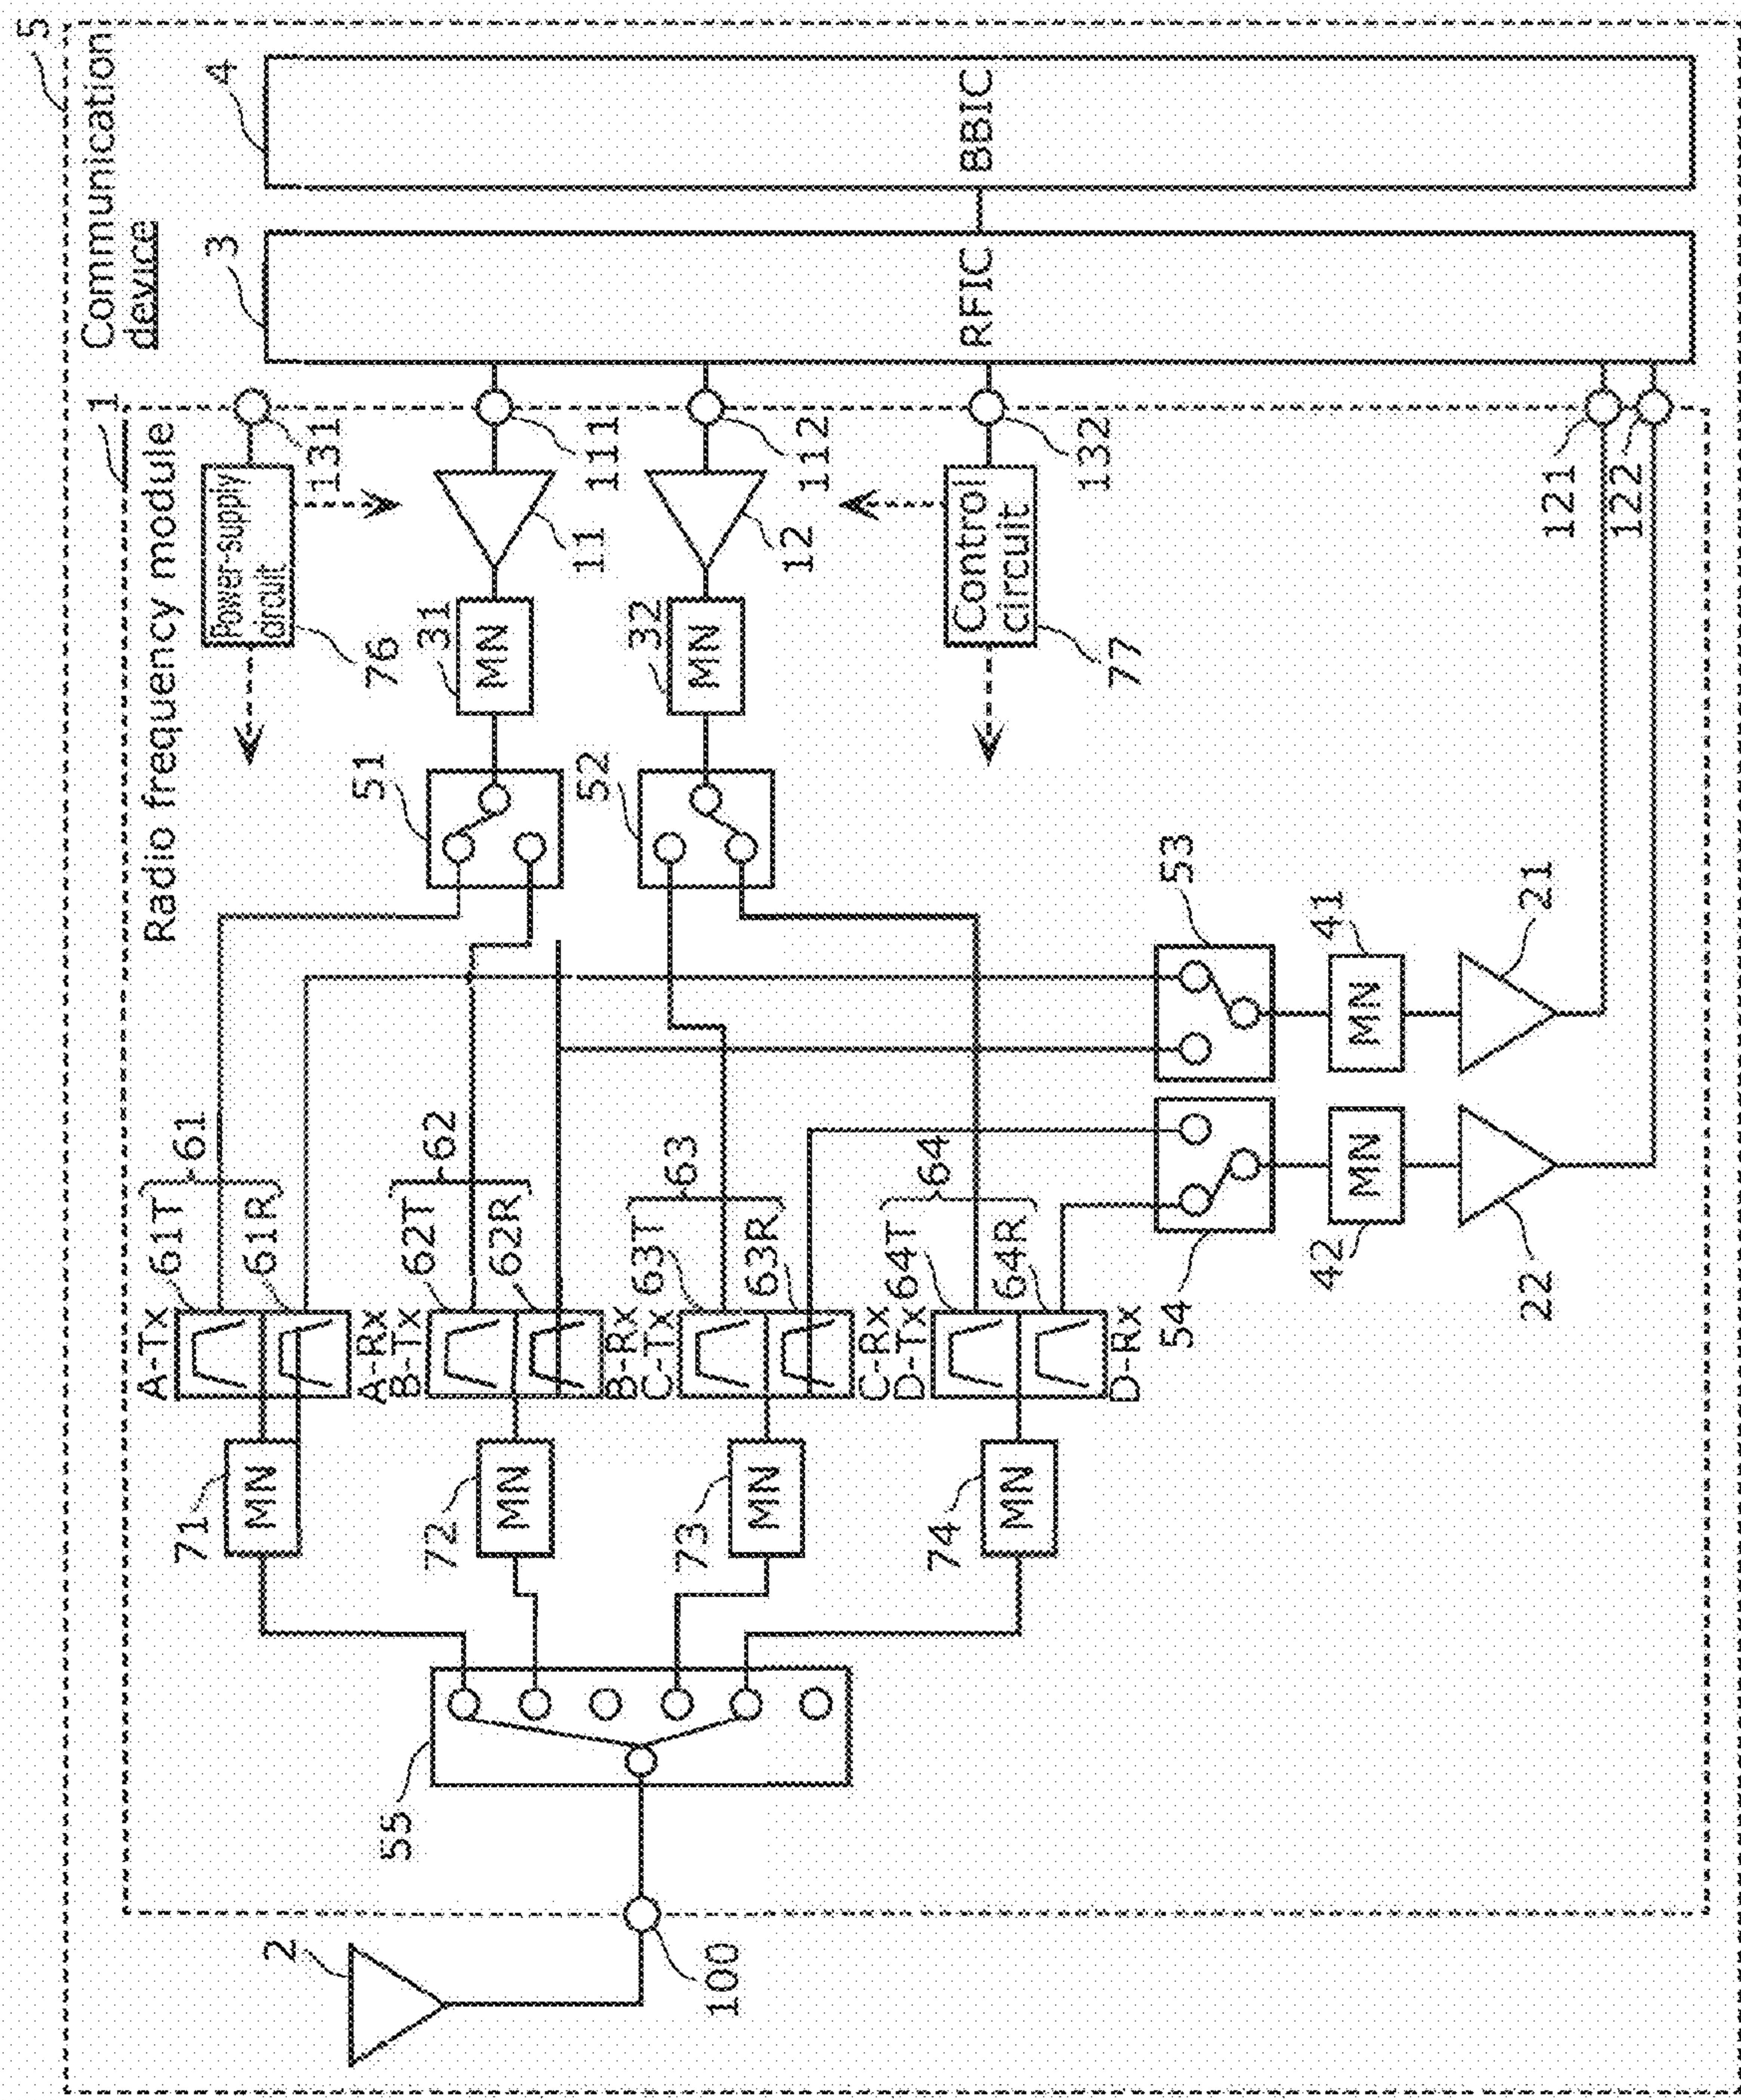 5
Communication
device
1
Radio frequency module
2
100
55
71
MN
72
MN
73
MN
74
MN
A-Tx
A-Rx
B-Tx
B-Rx
C-Tx
C-Rx
D-Tx
D-Rx
61T
61R
61
62T
62R
62
63T
63R
63
64T
64R
64
51
52
53
54
31
MN
32
MN
41
MN
42
MN
11
12
21
22
Power-supply
circuit
76
Control
circuit
77
131
111
112
132
121
122
3
RFIC
4
BBIC